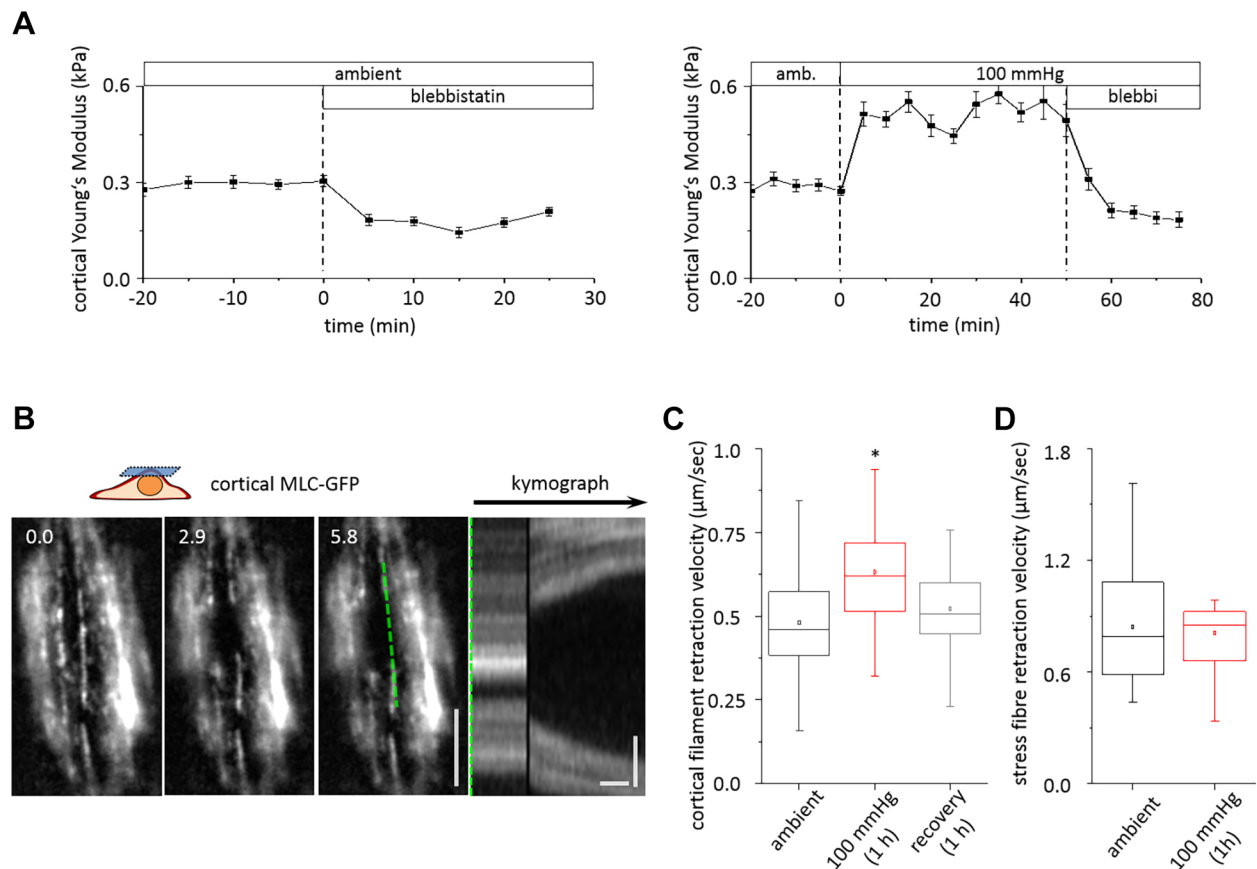 A
cortical Young's Modulus (kPa)
0.6
0.3
0.0
ambient
blebbistatin
-20
-10
0
10
20
30
time (min)
cortical Young's Modulus (kPa)
0.6
0.3
0.0
amb.
100 mmHg
blebbi
-20
0
20
40
60
80
time (min)
B
cortical MLC-GFP
kymograph
0.0
2.9
5.8
C
cortical filament retraction velocity (µm/sec)
1.0
0.75
0.5
0.25
0.0
*
ambient
100 mmHg
(1 h)
recovery
(1 h)
D
stress fibre retraction velocity (µm/sec)
1.8
1.2
0.6
0.0
ambient
100 mmHg
(1h)